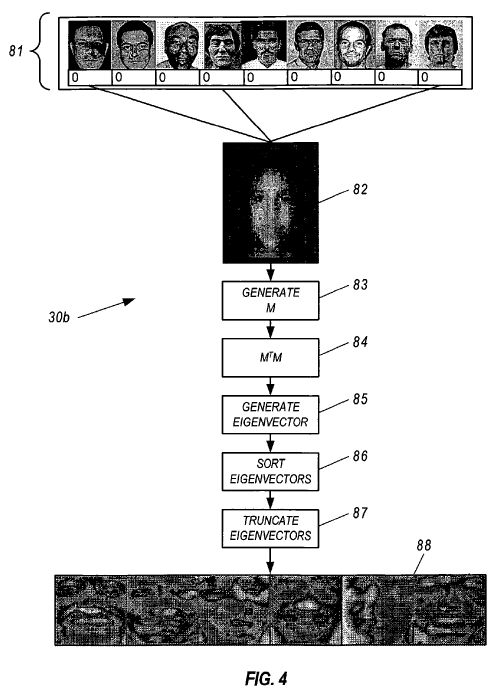 81
0 0 0 0 0 0 0 0 0
82
GENERATE
M
83
30b
MᵀM
84
GENERATE
EIGENVECTOR
85
SORT
EIGENVECTORS
86
TRUNCATE
EIGENVECTORS
87
88
FIG. 4